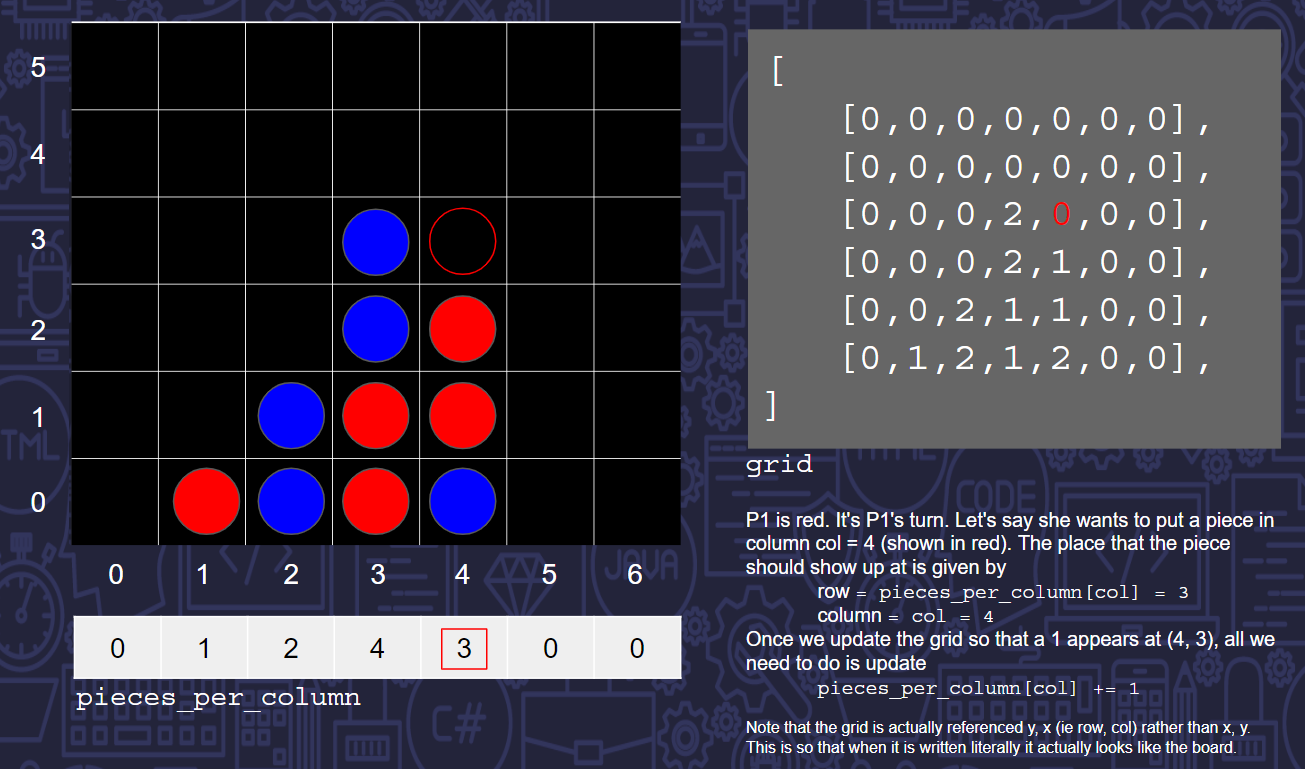 5
4
3
2
1
0
0 1 2 3 4 5 6
0 1 2 4 3 0 0
pieces_per_column
[
[0,0,0,0,0,0,0],
[0,0,0,0,0,0,0],
[0,0,0,2,0,0,0],
[0,0,0,2,1,0,0],
[0,0,2,1,1,0,0],
[0,1,2,1,2,0,0],
]
grid
P1 is red. It's P1's turn. Let's say she wants to put a piece in
column col = 4 (shown in red). The place that the piece
should show up at is given by
row = pieces_per_column[col] = 3
column = col = 4
Once we update the grid so that a 1 appears at (4, 3), all we
need to do is update
pieces_per_column[col] += 1
Note that the grid is actually referenced y, x (ie row, col) rather than x, y.
This is so that when it is written literally it actually looks like the board.
CODE
JAVA
C#
TML